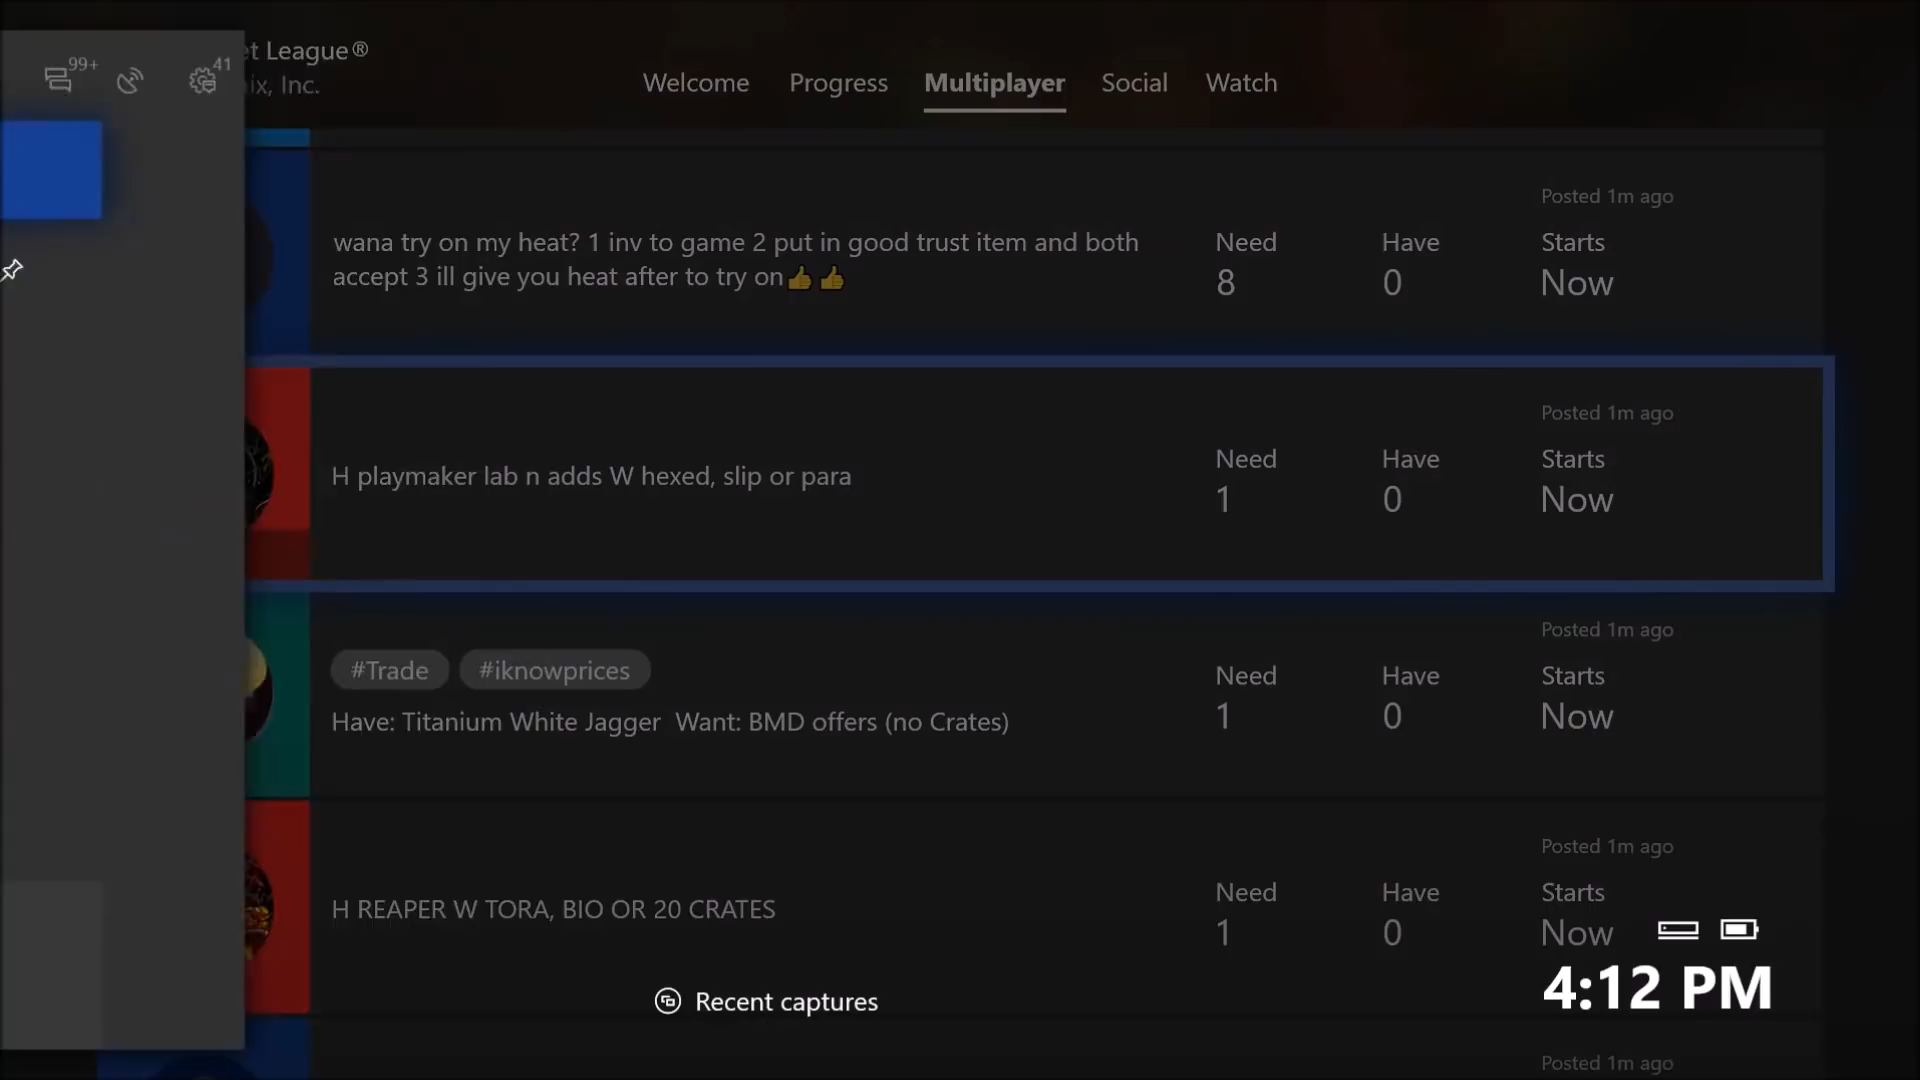 99+
41
et League®
ix, Inc.
Welcome
Progress
Multiplayer
Social
Watch
Posted 1m ago
wana try on my heat? 1 inv to game 2 put in good trust item and both
accept 3 ill give you heat after to try on👍👍
Need
8
Have
0
Starts
Now
Posted 1m ago
H playmaker lab n adds W hexed, slip or para
Need
1
Have
0
Starts
Now
Posted 1m ago
#Trade
#iknowprices
Have: Titanium White Jagger  Want: BMD offers (no Crates)
Need
1
Have
0
Starts
Now
Posted 1m ago
H REAPER W TORA, BIO OR 20 CRATES
Need
1
Have
0
Starts
Now
4:12 PM
Recent captures
Posted 1m ago